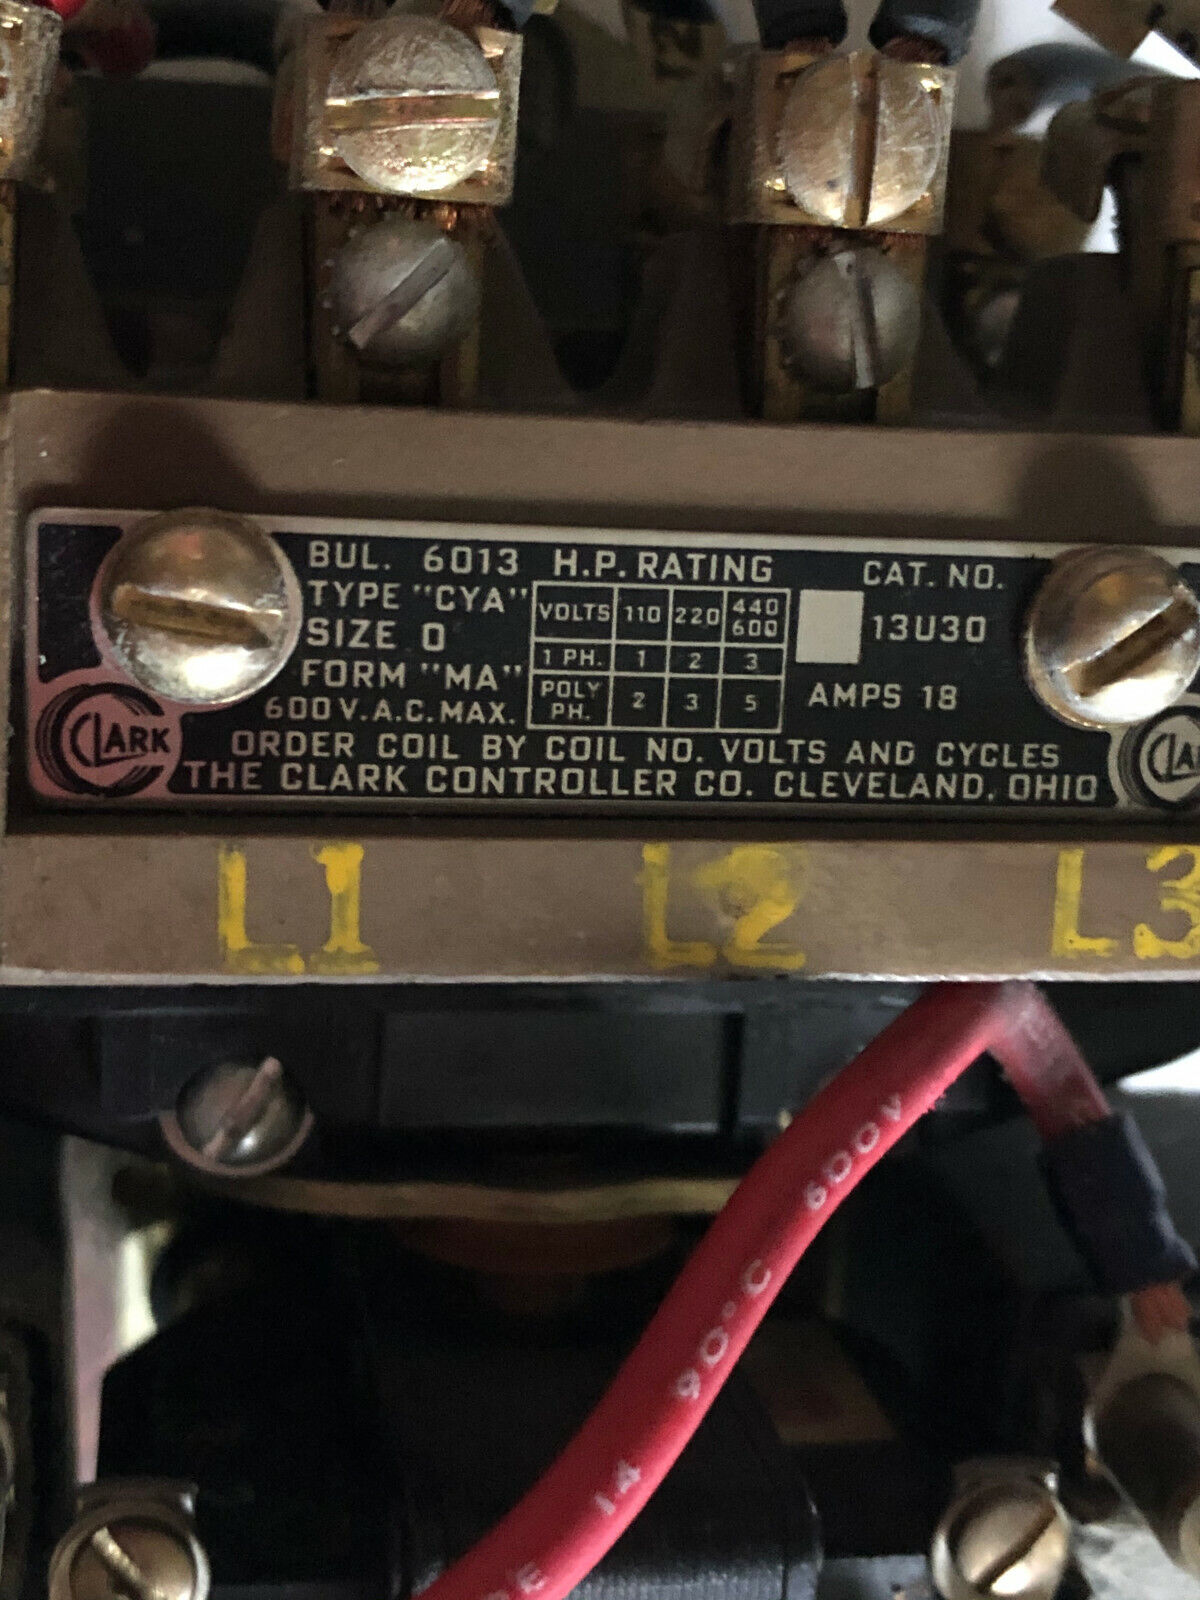 BUL. 6013 H.P. RATING CAT. NO.
TYPE "CYA" VOLTS 110 220 440 600 13U30
SIZE 0 1 PH. 1 2 3
FORM "MA" POLY PH. 2 3 5 AMPS 18
600 V.A.C. MAX.
CLARK ORDER COIL BY COIL NO. VOLTS AND CYCLES
THE CLARK CONTROLLER CO. CLEVELAND, OHIO
L1 L2 L3
600V
90°C
14